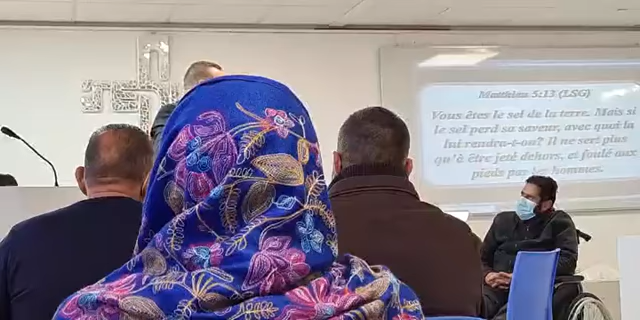 Matthieu 5:13 (LSG)
Vous êtes le sel de la terre. Mais si
le sel perd sa saveur, avec quoi la
lui rendra-t-on? Il ne sert plus
qu'à être jeté dehors, et foulé aux
pieds par les hommes.